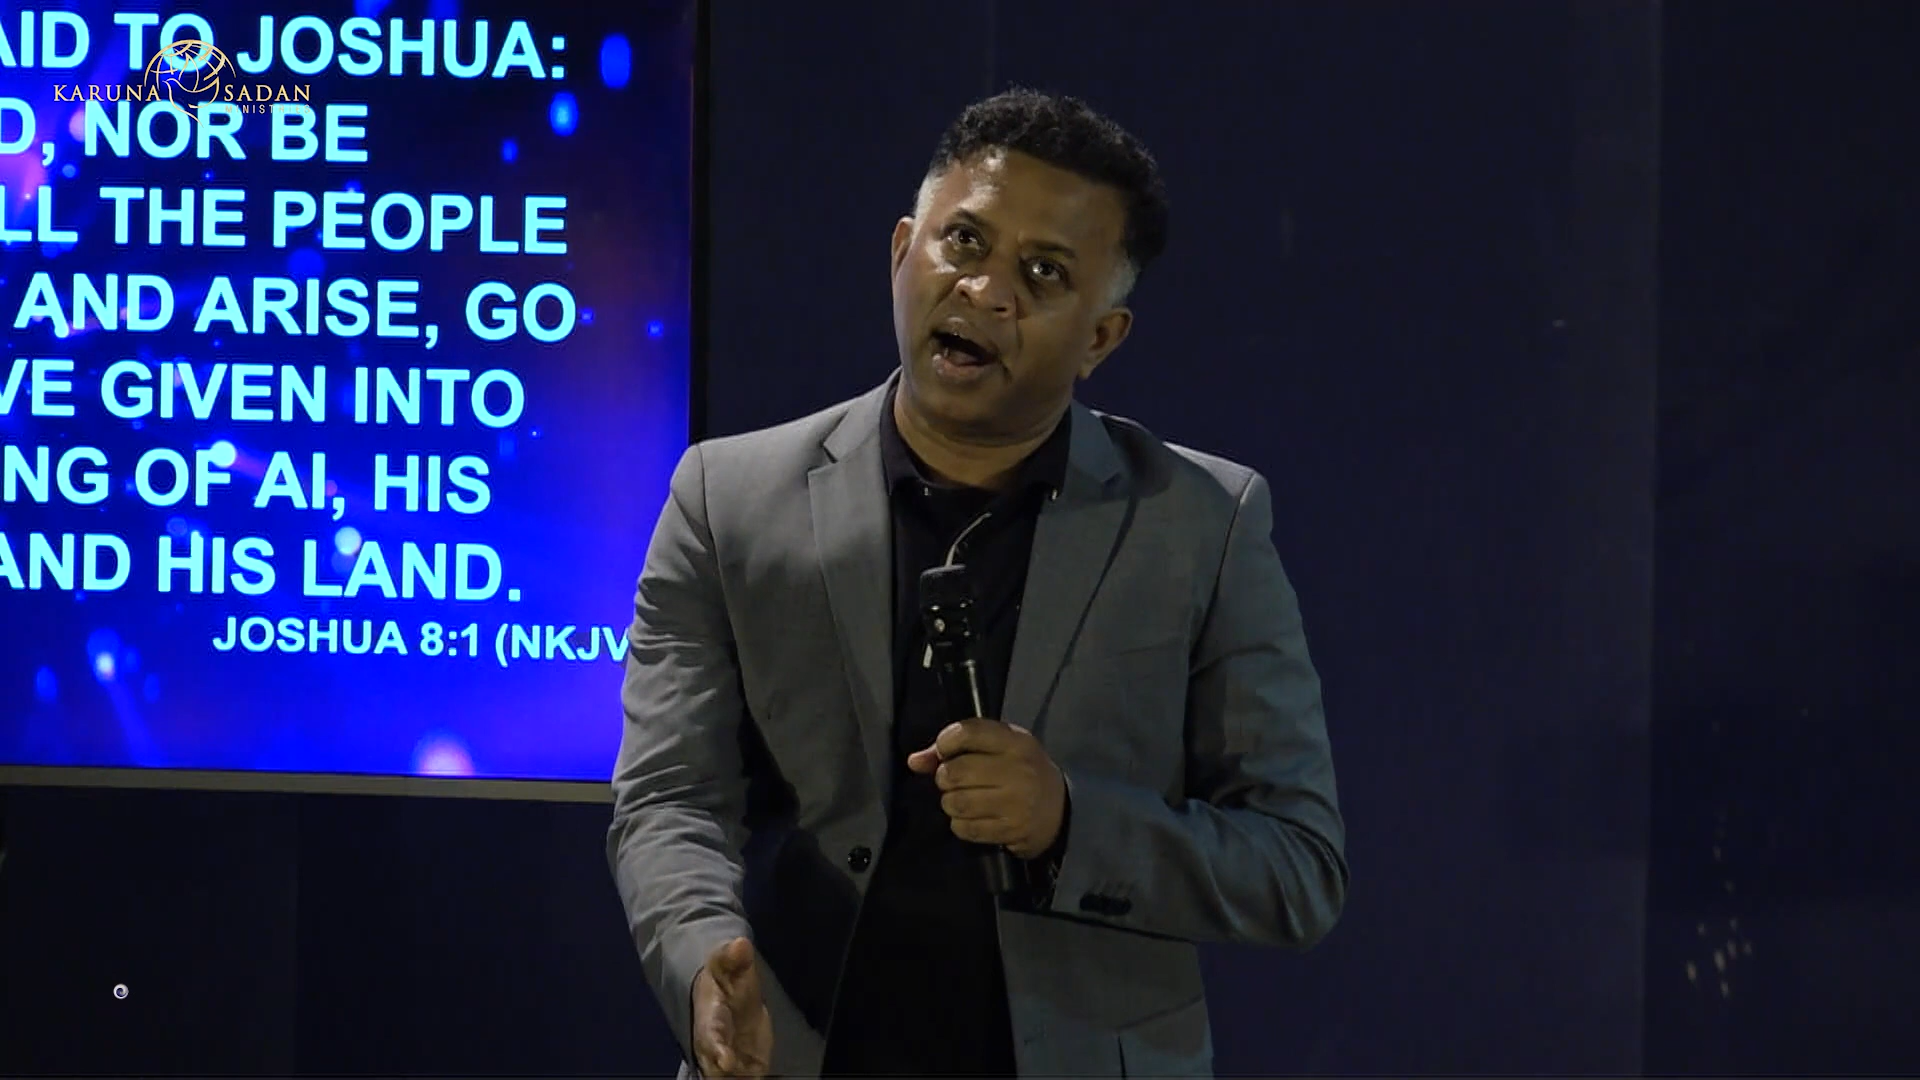 KARUNA SADAN
MINISTRIES
AID TO JOSHUA:
D, NOR BE
LL THE PEOPLE
AND ARISE, GO
VE GIVEN INTO
NG OF AI, HIS
AND HIS LAND.
JOSHUA 8:1 (NKJV